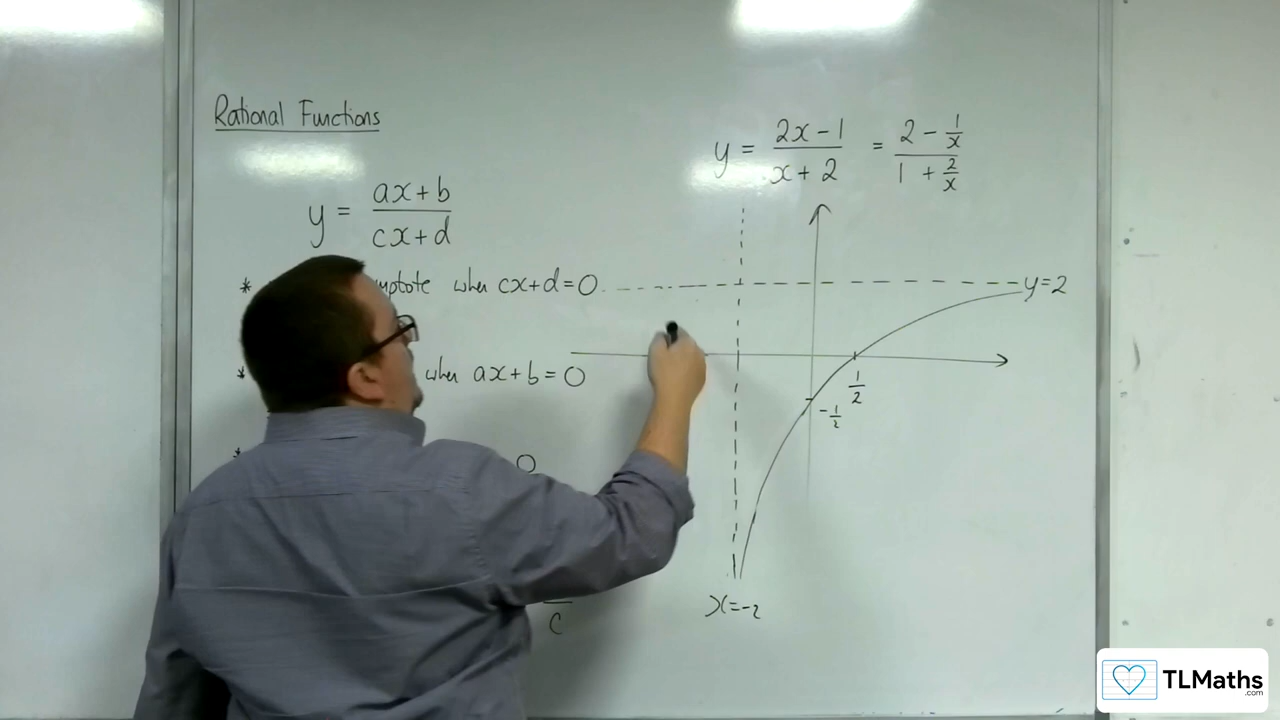 Rational Functions
y = (ax+b)/(cx+d)
* when cx+d=0
* when ax+b=0
*
0
c
y = (2x-1)/(x+2) = (2 - 1/x)/(1 + 2/x)
y=2
1/2
-1/2
x=-2
TLMaths
.com